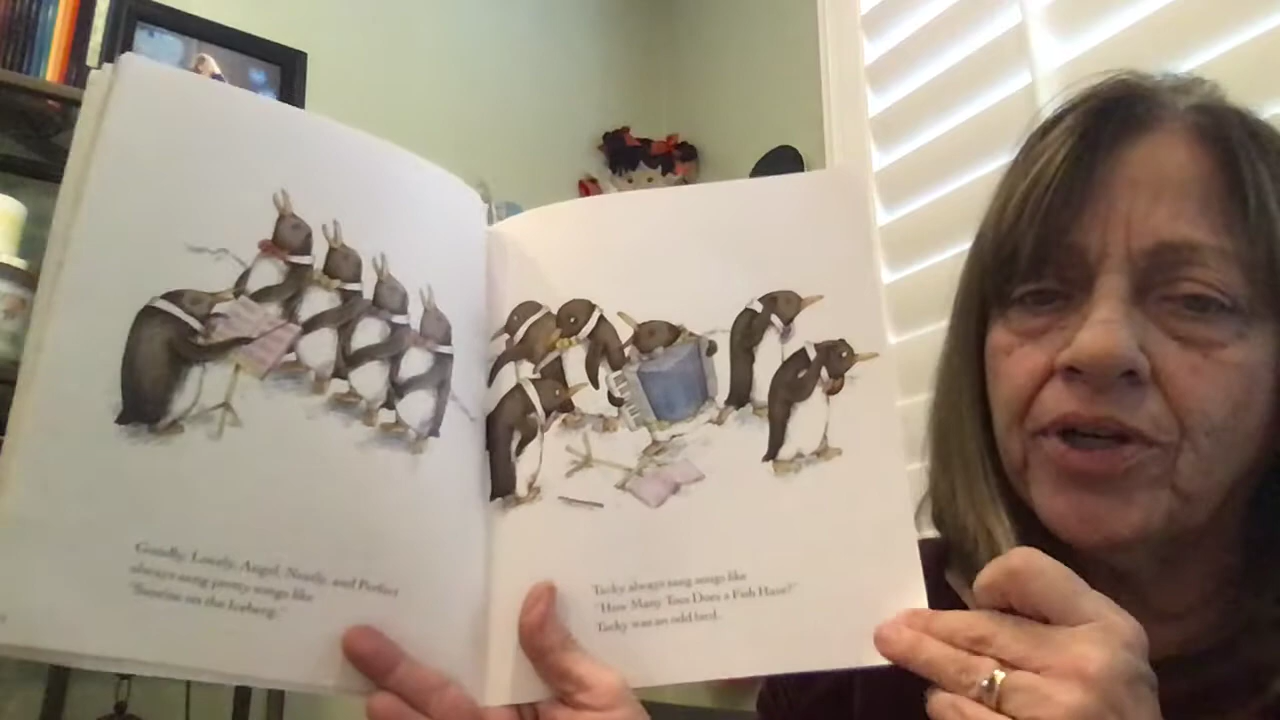 Goodly, Lovely, Angel, Neatly, and Perfect
always sang pretty songs like
"Sunrise on the Iceberg."
Tacky always sang songs like
"How Many Toes Does a Fish Have?"
Tacky was an odd bird.